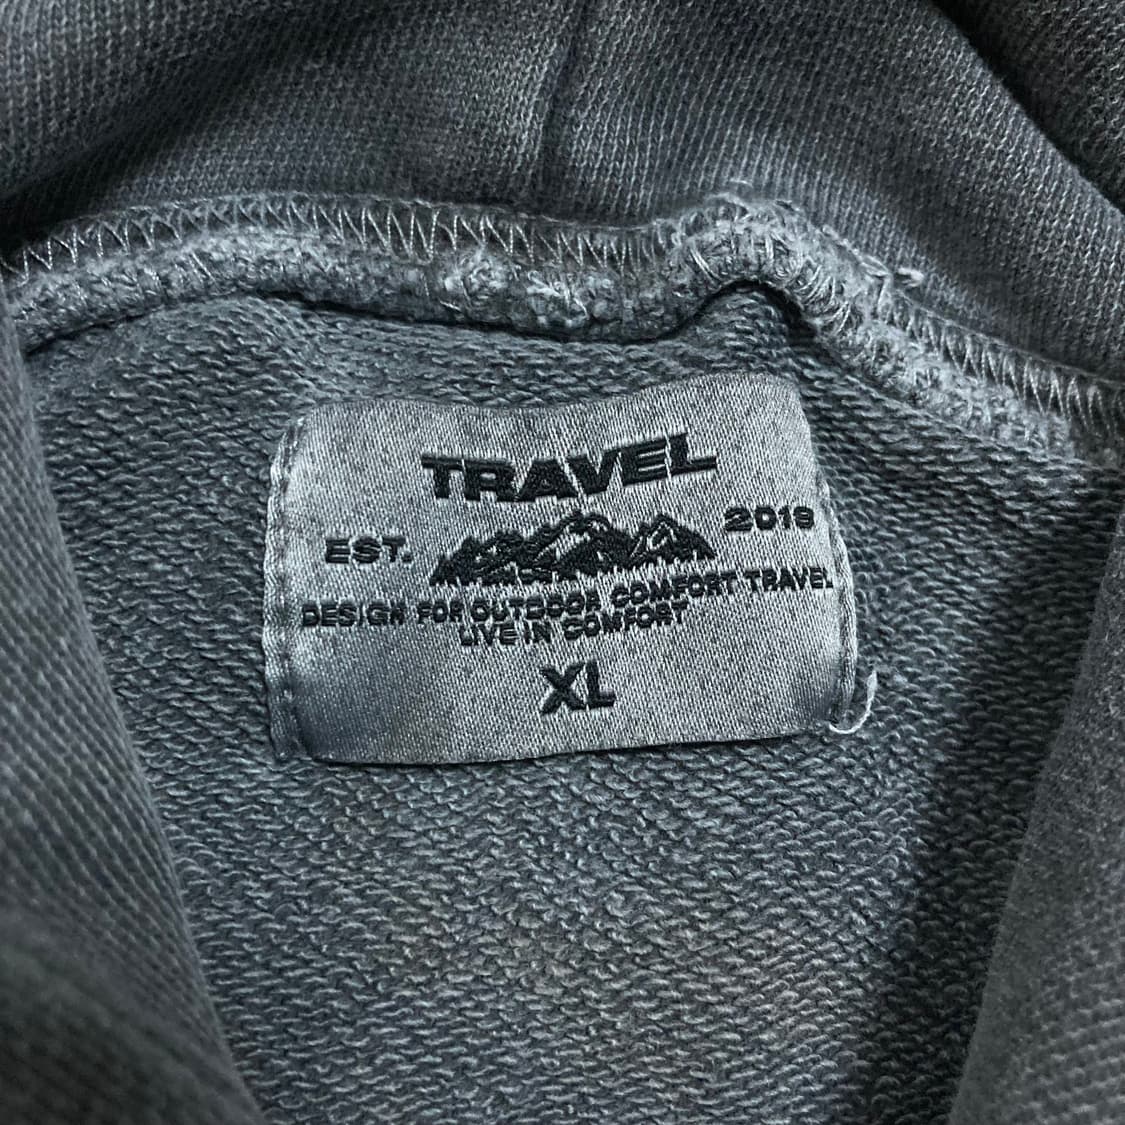 TRAVEL
EST. 2019
DESIGN FOR OUTDOOR COMFORT TRAVEL
LIVE IN COMFORT
XL